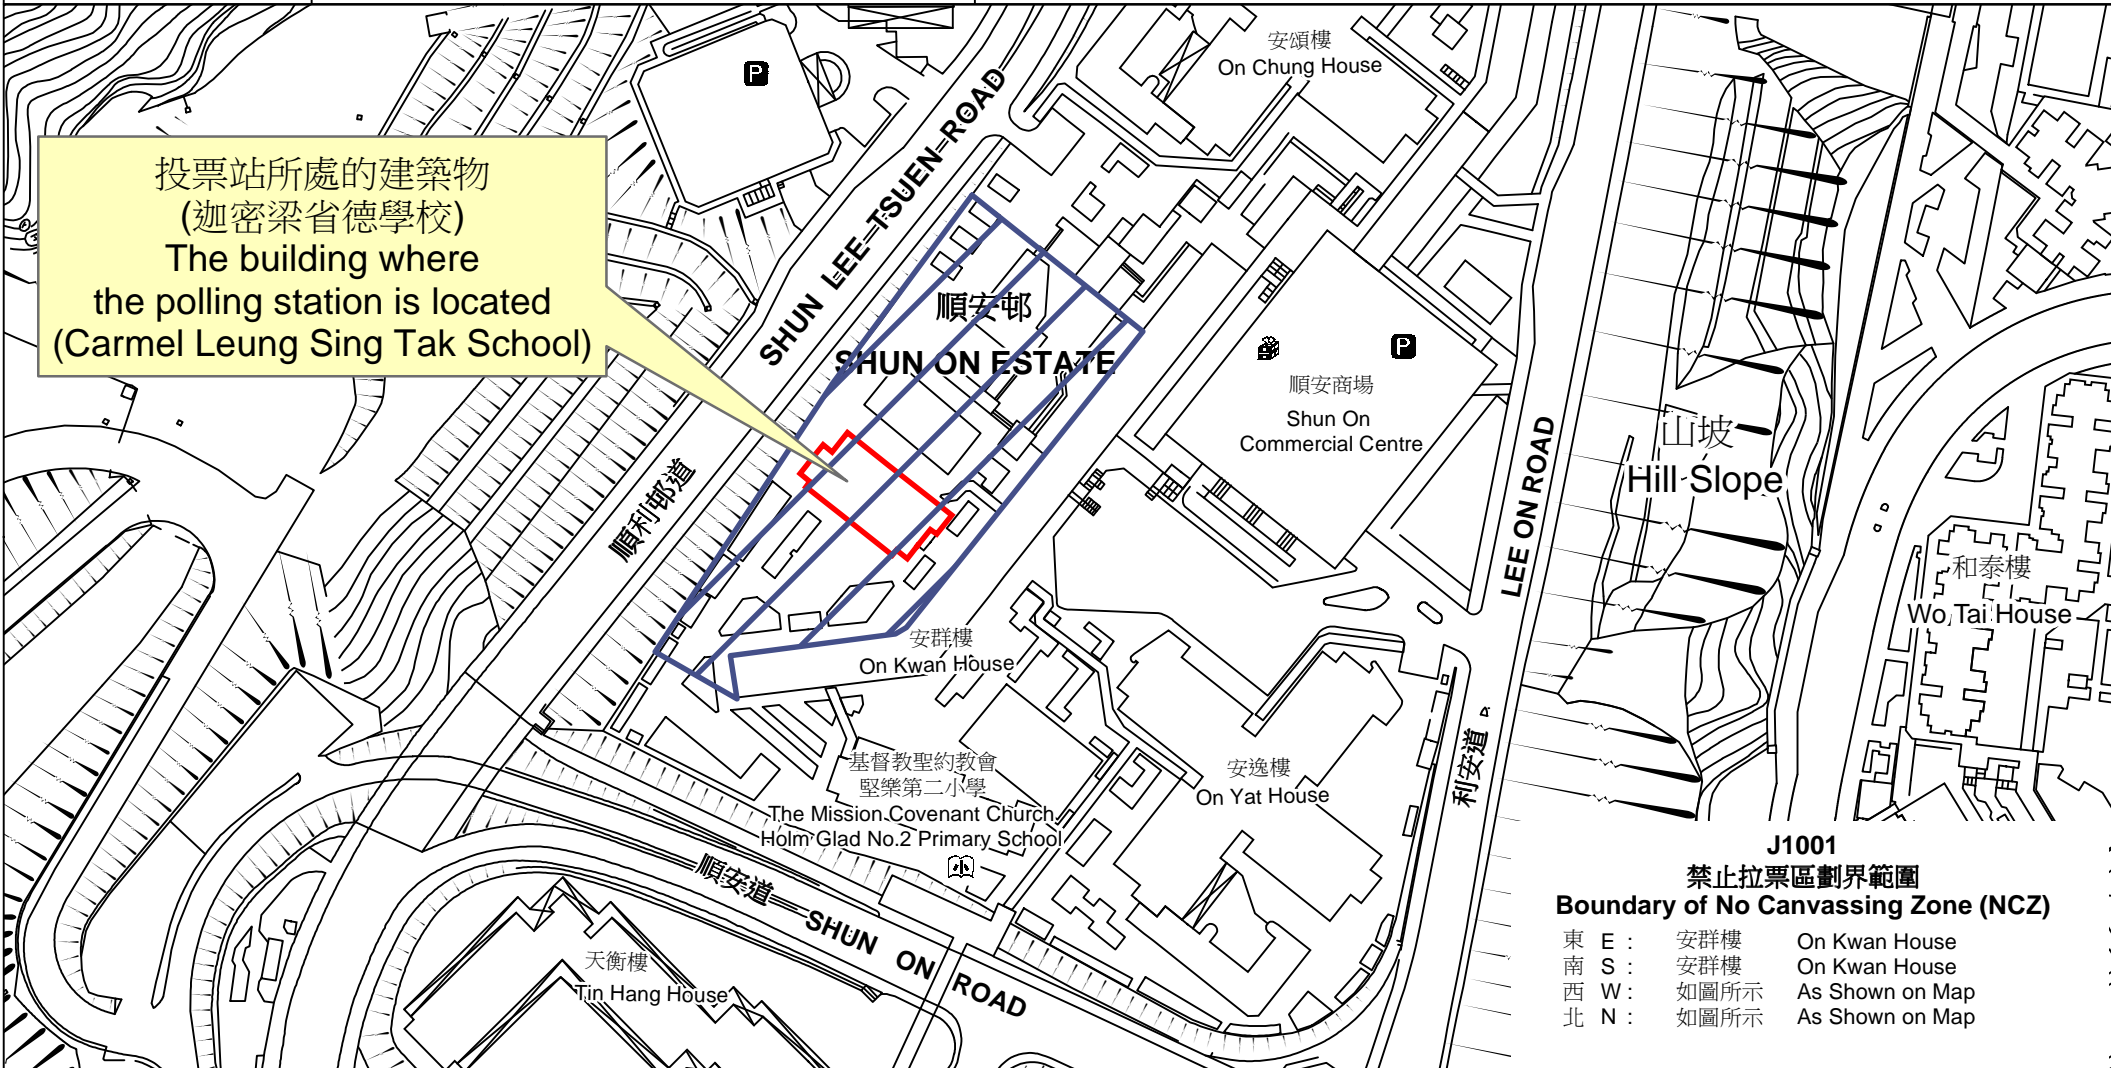 安頌樓
On Chung House
P
SHUN LEE TSUEN ROAD
投票站所處的建築物
(迦密梁省德學校)
The building where
the polling station is located
(Carmel Leung Sing Tak School)
順安邨
SHUN ON ESTATE
P
順安商場
Shun On
Commercial Centre
山坡
Hill Slope
LEE ON ROAD
順利邨道
和泰樓
Wo Tai House
安群樓
On Kwan House
基督教聖約教會
堅樂第二小學
The Mission Covenant Church
Holm Glad No.2 Primary School
小
安逸樓
On Yat House
利安道
順安道 SHUN ON ROAD
天衡樓
Tin Hang House
J1001
禁止拉票區劃界範圍
Boundary of No Canvassing Zone (NCZ)
東 E : 安群樓 On Kwan House
南 S : 安群樓 On Kwan House
西 W : 如圖所示 As Shown on Map
北 N : 如圖所示 As Shown on Map